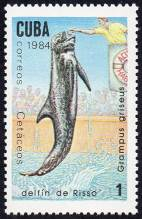 CUBA
1984
correos
Cetáceos
Grampus griseus
delfín de Risso
1